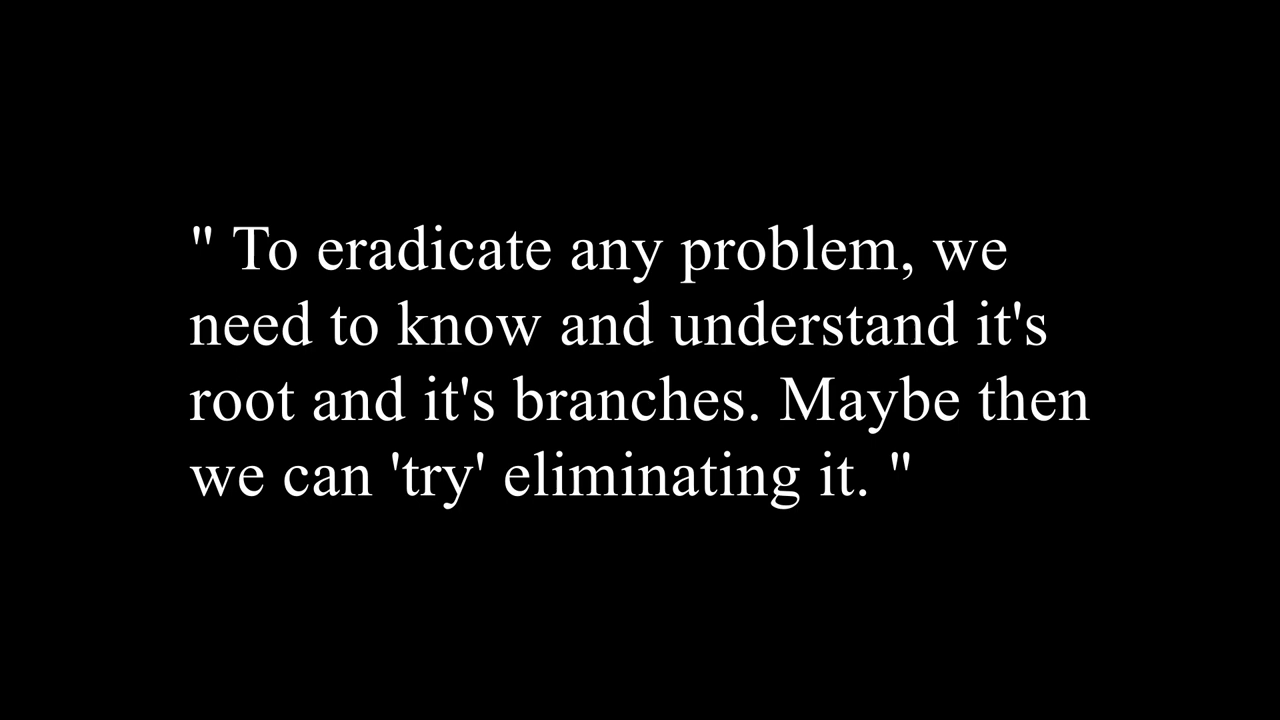 " To eradicate any problem, we
need to know and understand it's
root and it's branches. Maybe then
we can 'try' eliminating it. "